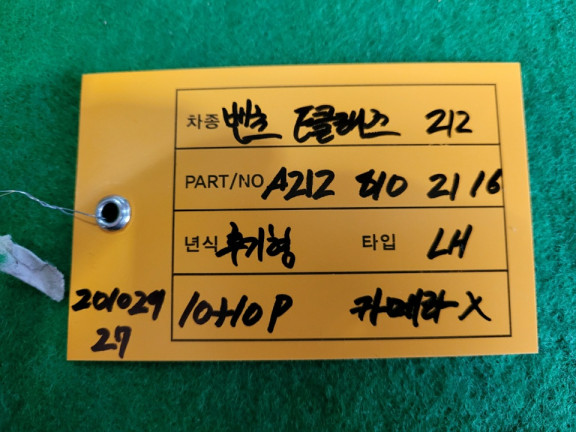 차종 벤츠 E클래스 212
PART/NO A212 810 21 16
년식 후기형 타입 LH
10+10P 카메라 X
201029
27